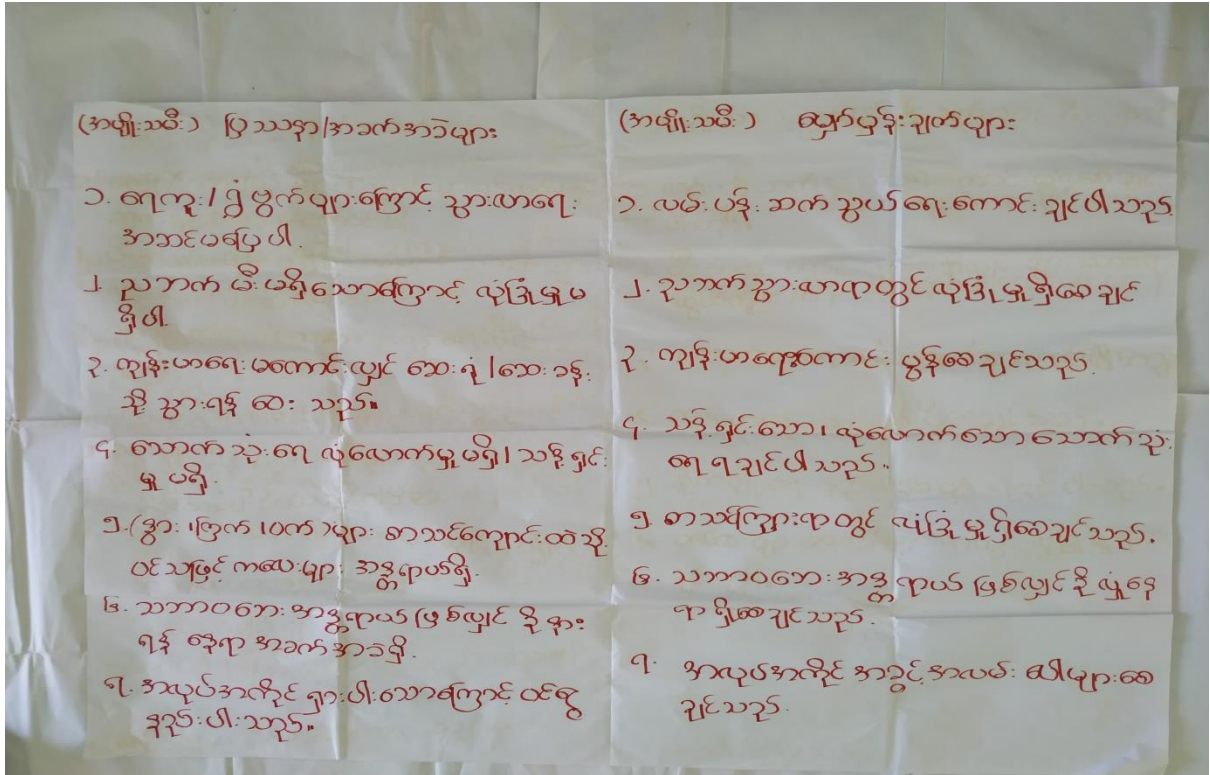 (အမျိုးသမီး) ပြဿနာ/အခက်အခဲများ
၁. ရေကူး/ရွှံ့ဗွက်များကြောင့် သွားလာရေး
အဆင်မပြေပါ.
၂. ညဘက် မီးမရှိသောကြောင့် လုံခြုံမှုမ
ရှိပါ.
၃. ကျန်းမာရေးမကောင်းလျှင် ဆေးရုံ/ဆေးခန်း
သို့ သွားရန် ဝေး သည်။
၄. သောက်သုံးရေ လုံလောက်မှုမရှိ၊ သန့်ရှင်း
မှု မရှိ.
၅. (နွား၊ကြက်၊ဝက်)များ စာသင်ကျောင်းထဲသို့
ဝင်သဖြင့် ကလေးများ အန္တရာယ်ရှိ.
၆. သဘာဝဘေးအန္တရာယ်ဖြစ်လျှင် ခိုနား
ရန် နေရာ အခက်အခဲရှိ.
၇. အလုပ်အကိုင် ရှားပါးသောကြောင့် ဝင်ငွေ
နည်းပါးသည်။
(အမျိုးသမီး) မျှော်မှန်းချက်များ
၁. လမ်းပန်းဆက်သွယ်ရေးကောင်းချင်ပါသည်.
၂. ညဘက်သွားလာရာတွင် လုံခြုံမှုရှိစေချင်
၃. ကျန်းမာရေးစောင်းကောင်းမွန်စေချင်သည်.
၄. သန့်ရှင်းသော၊ လုံလောက်သော သောက်သုံး
ရေရချင်ပါသည်။
၅. စာသင်ကြားရာတွင် လုံခြုံမှုရှိစေချင်သည်.
၆. သဘာဝဘေးအန္တရာယ်ဖြစ်လျှင် ခိုလှုံနေ
ရာရှိစေချင်သည်.
၇. အလုပ်အကိုင်အခွင့်အလမ်း ပေါများစေ
ချင်သည်.